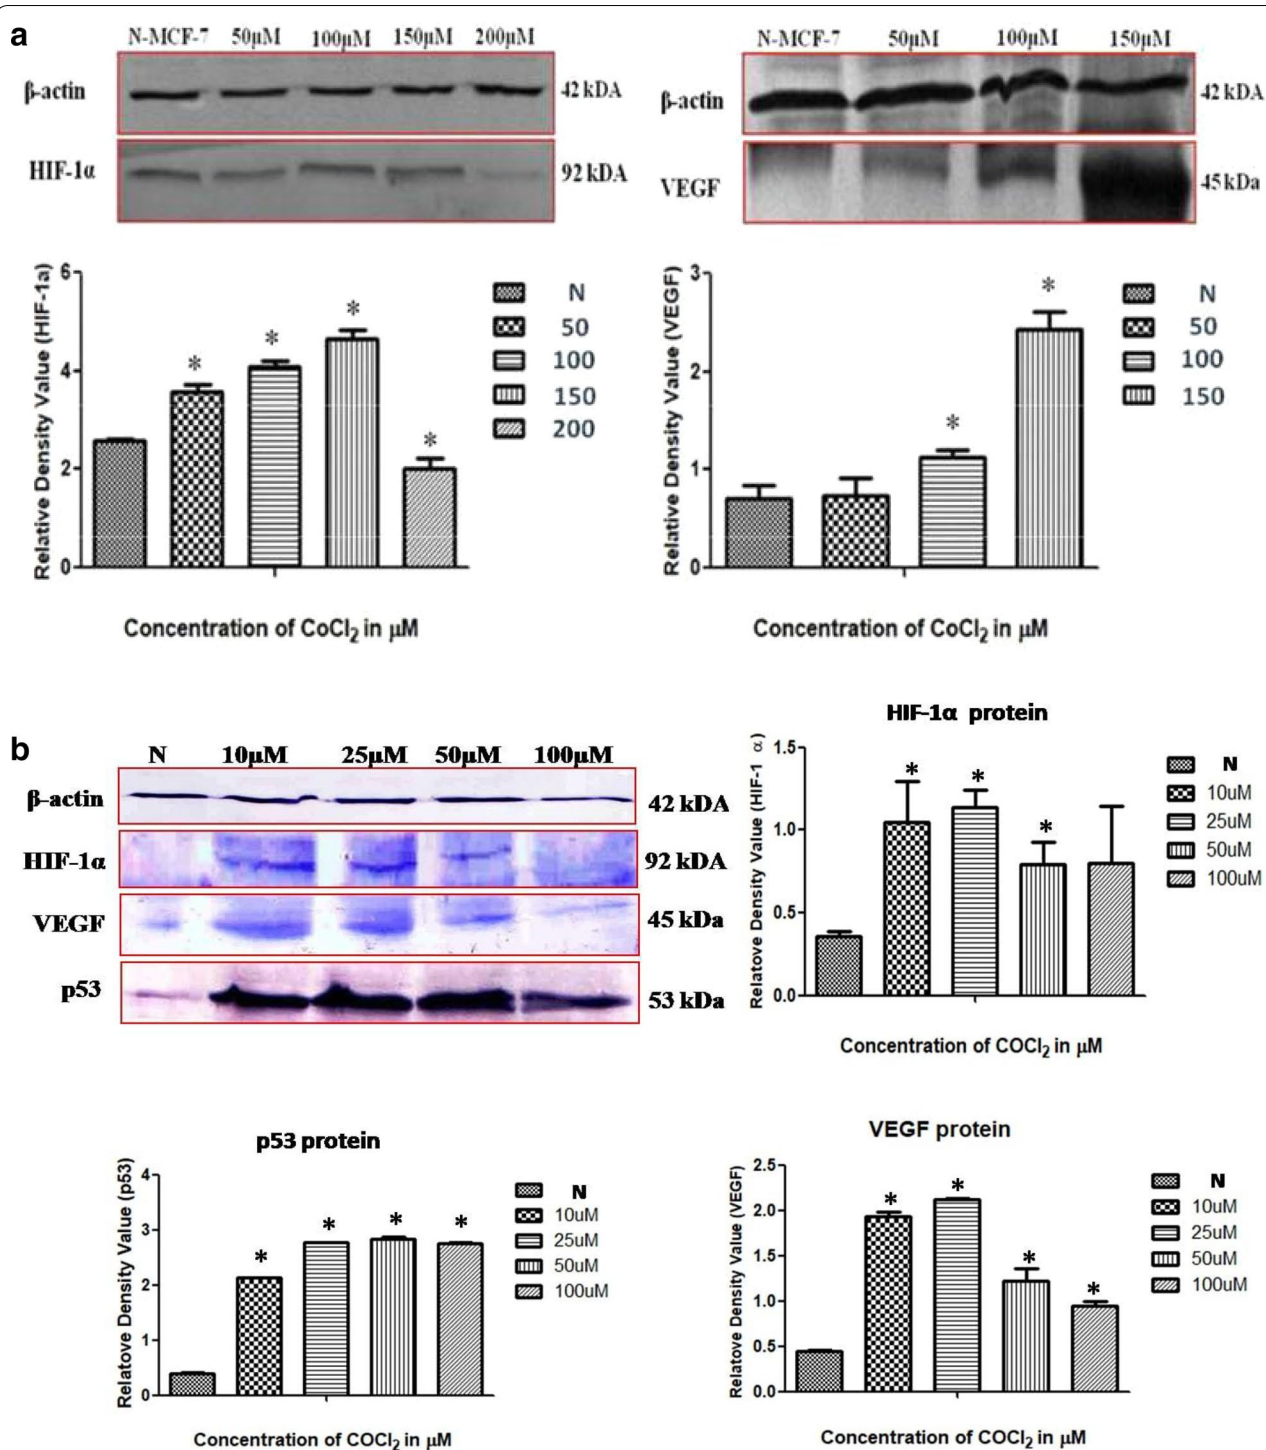 a
N-MCF-7 50µM 100µM 150µM 200µM
β-actin 42 kDA
HIF-1α 92 kDA
N-MCF-7 50µM 100µM 150µM
β-actin 42 kDA
VEGF 45 kDa
Relative Density Value (HIF-1a)
6
4
2
0
* * * *
N
50
100
150
200
Concentration of CoCl2 in µM
Relative Density Value (VEGF)
3
2
1
0
* *
N
50
100
150
Concentration of CoCl2 in µM
b
N 10µM 25µM 50µM 100µM
β-actin 42 kDA
HIF-1α 92 kDA
VEGF 45 kDa
p53 53 kDa
HIF-1α protein
Relatove Density Value (HIF-1 α)
1.5
1.0
0.5
0.0
* * *
N
10uM
25uM
50uM
100uM
Concentration of COCl2 in µM
p53 protein
Relatove Density Value (p53)
4
3
2
1
0
* * * *
N
10uM
25uM
50uM
100uM
Concentration of COCl2 in µM
VEGF protein
Relatove Density Value (VEGF)
2.5
2.0
1.5
1.0
0.5
0.0
* * * *
N
10uM
25uM
50uM
100uM
Concentration of COCl2 in µM